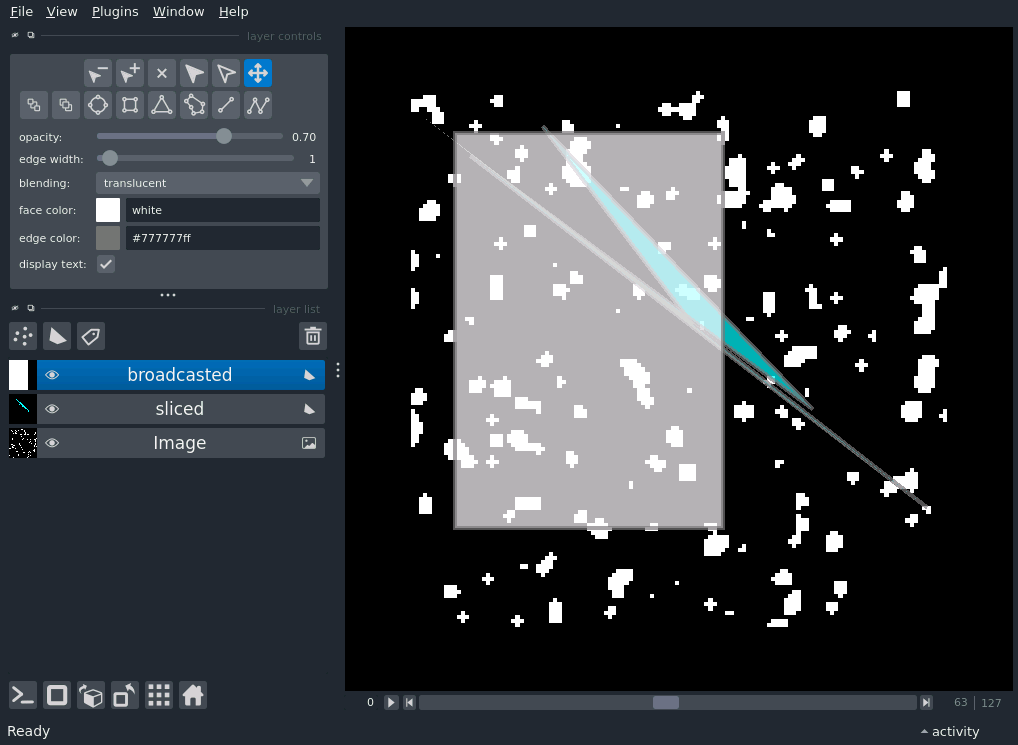 File View Plugins Window Help
layer controls
opacity: 0.70
edge width: 1
blending: translucent
face color: white
edge color: #777777ff
display text:
layer list
broadcasted
sliced
Image
0 63 | 127
Ready activity